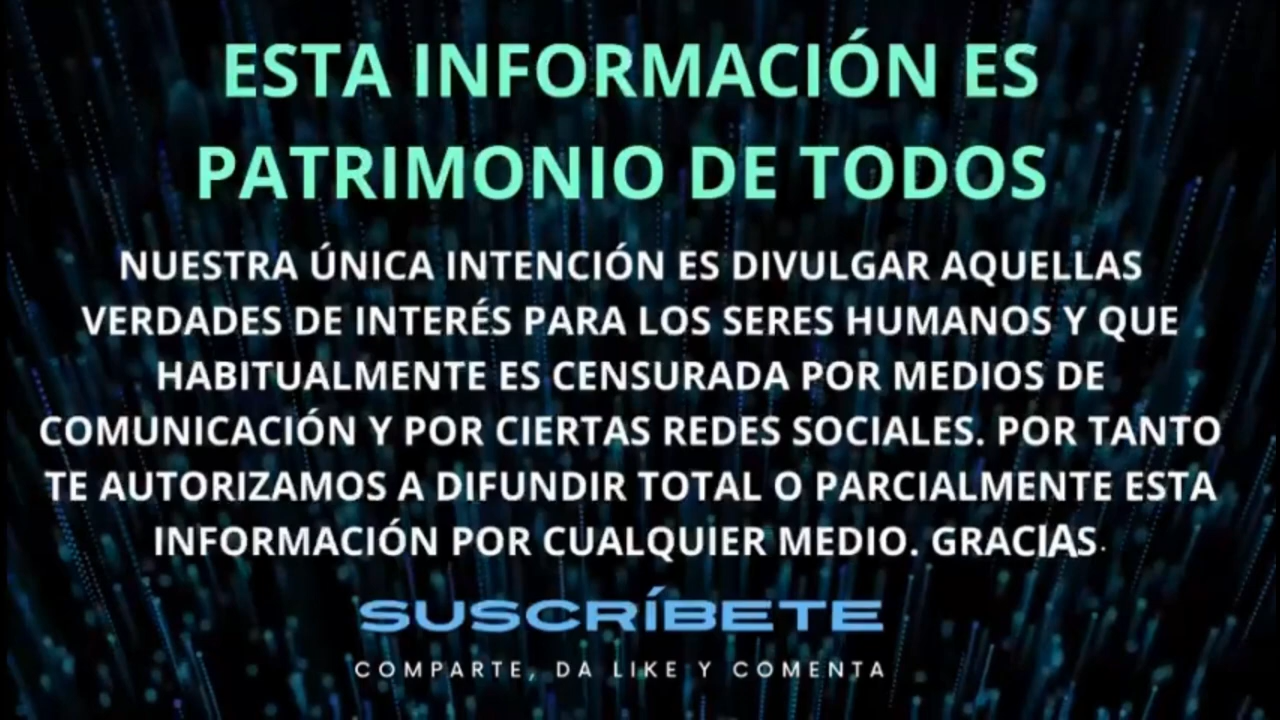 ESTA INFORMACIÓN ES
PATRIMONIO DE TODOS
NUESTRA ÚNICA INTENCIÓN ES DIVULGAR AQUELLAS
VERDADES DE INTERÉS PARA LOS SERES HUMANOS Y QUE
HABITUALMENTE ES CENSURADA POR MEDIOS DE
COMUNICACIÓN Y POR CIERTAS REDES SOCIALES. POR TANTO
TE AUTORIZAMOS A DIFUNDIR TOTAL O PARCIALMENTE ESTA
INFORMACIÓN POR CUALQUIER MEDIO. GRACIAS.
SUSCRÍBETE
COMPARTE, DA LIKE Y COMENTA